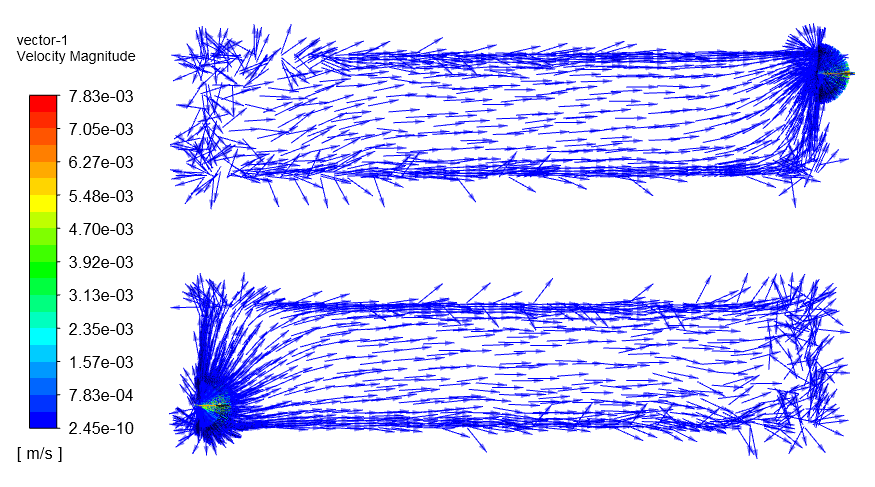 vector-1
Velocity Magnitude
7.83e-03
7.05e-03
6.27e-03
5.48e-03
4.70e-03
3.92e-03
3.13e-03
2.35e-03
1.57e-03
7.83e-04
2.45e-10
[ m/s ]